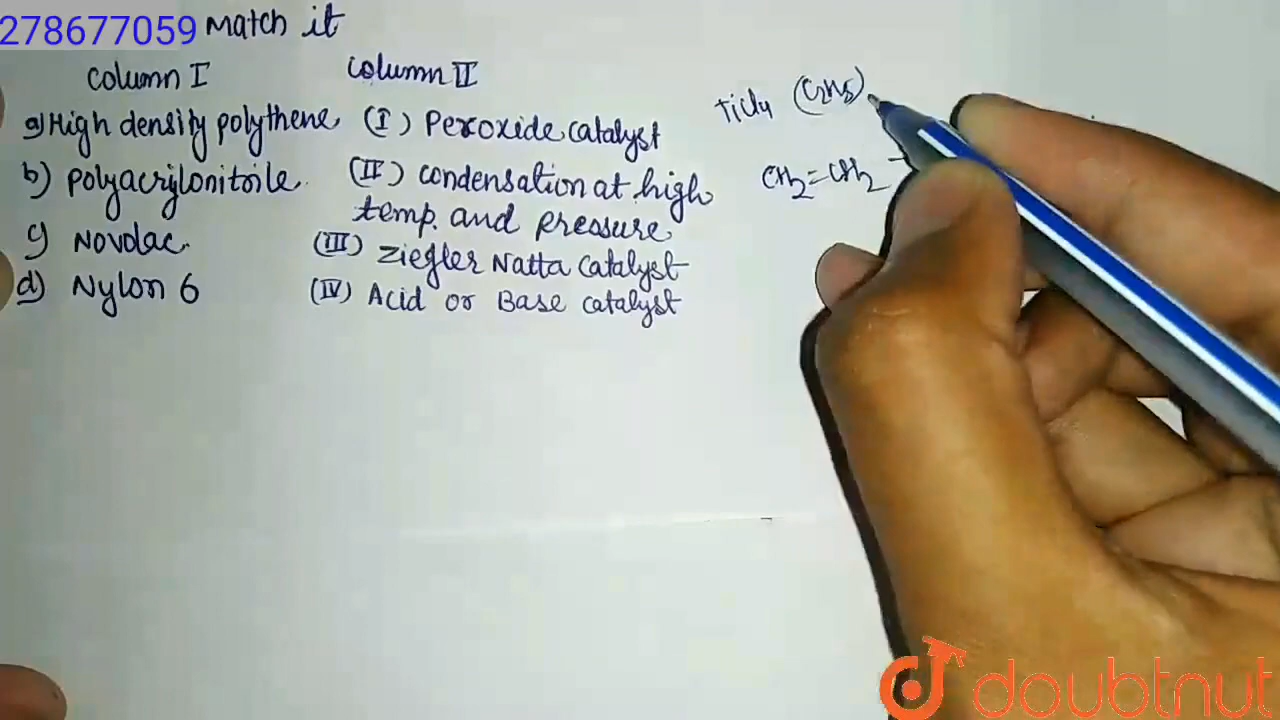 278677059 Match it
Column I Column II
a) High density polythene (I) Peroxide catalyst
b) polyacrylonitoile (II) condensation at high
temp. and pressure
c) Novolac (III) Ziegler Natta Catalyst
d) Nylon 6 (IV) Acid or Base catalyst
TiCl4 (C2H5)
CH2=CH2
doubtnut